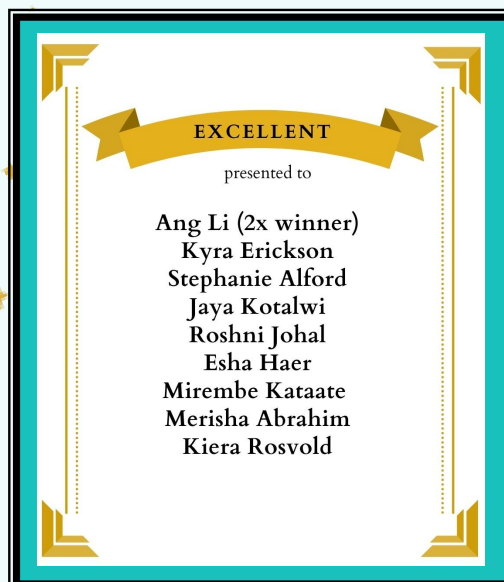 EXCELLENT
presented to
Ang Li (2x winner)
Kyra Erickson
Stephanie Alford
Jaya Kotalwi
Roshni Johal
Esha Haer
Mirembe Kataate
Merisha Abrahim
Kiera Rosvold